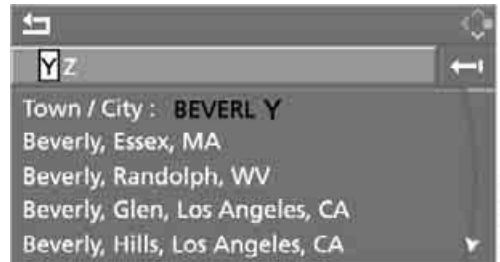 Y Z
Town / City : BEVERL Y
Beverly, Essex, MA
Beverly, Randolph, WV
Beverly, Glen, Los Angeles, CA
Beverly, Hills, Los Angeles, CA